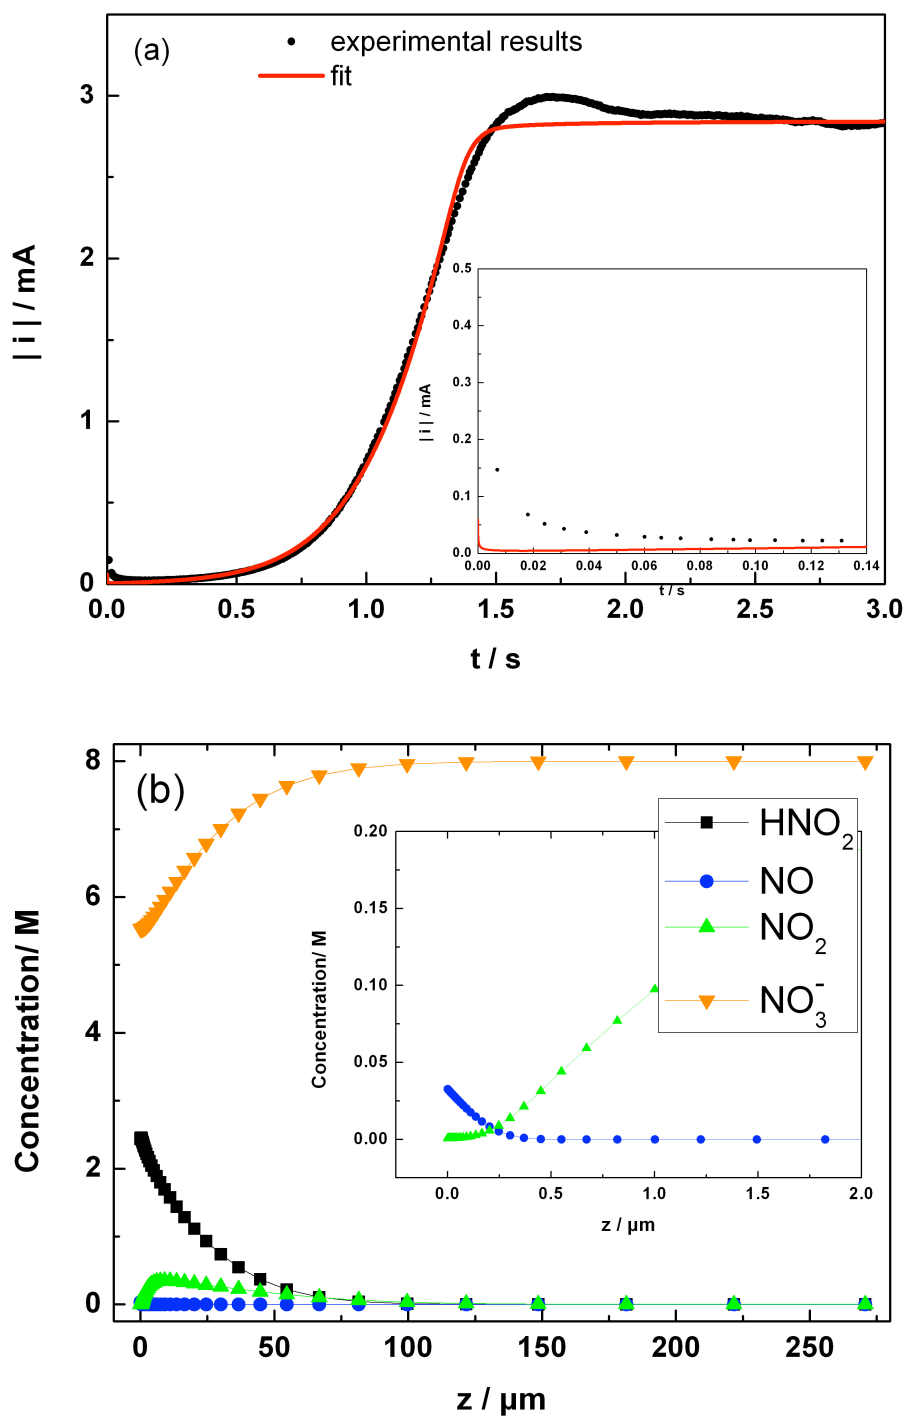 (a)
experimental results
fit
3
2
1
0
| i | / mA
0.0 0.5 1.0 1.5 2.0 2.5 3.0
t / s
0.5
0.4
0.3
0.2
0.1
0.0
| i | / mA
0.00 0.02 0.04 0.06 0.08 0.10 0.12 0.14
t / s
(b)
8
6
4
2
0
Concentration/ M
0 50 100 150 200 250
z / µm
HNO₂
NO
NO₂
NO₃⁻
0.20
0.15
0.10
0.05
0.00
Concentration/ M
0.0 0.5 1.0 1.5 2.0
z / µm